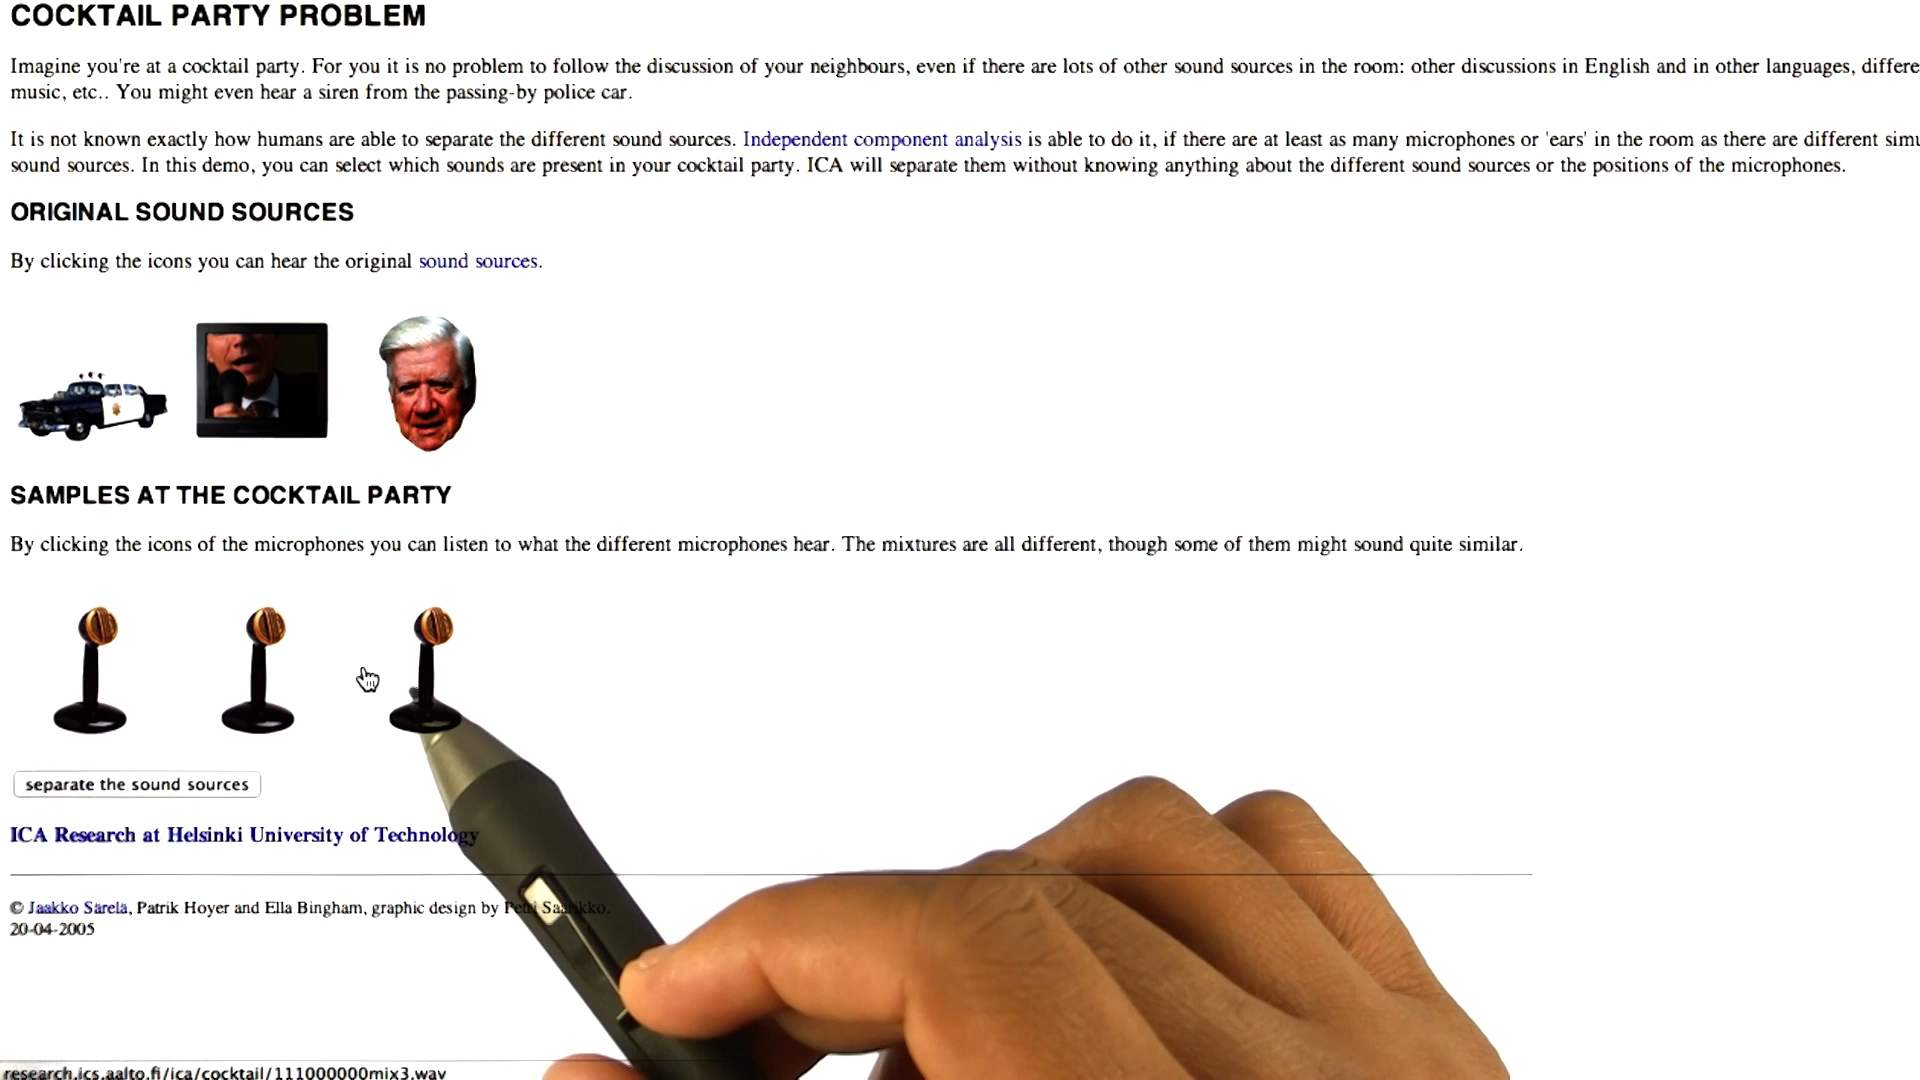 COCKTAIL PARTY PROBLEM
Imagine you're at a cocktail party. For you it is no problem to follow the discussion of your neighbours, even if there are lots of other sound sources in the room: other discussions in English and in other languages,
music, etc.. You might even hear a siren from the passing-by police car.
It is not known exactly how humans are able to separate the different sound sources. Independent component analysis is able to do it, if there are at least as many microphones or 'ears' in the room as there are different
sound sources. In this demo, you can select which sounds are present in your cocktail party. ICA will separate them without knowing anything about the different sound sources or the positions of the microphones.
ORIGINAL SOUND SOURCES
By clicking the icons you can hear the original sound sources.
SAMPLES AT THE COCKTAIL PARTY
By clicking the icons of the microphones you can listen to what the different microphones hear. The mixtures are all different, though some of them might sound quite similar.
separate the sound sources
ICA Research at Helsinki University of Technology
© Jaakko Särelä, Patrik Hoyer and Ella Bingham, graphic design by
20-04-2005
research.ics.aalto.fi/ica/cocktail/111000000mix3.wav